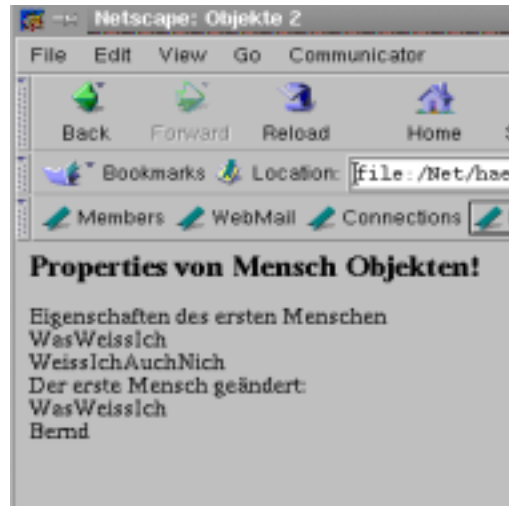 Netscape: Objekte 2
File Edit View Go Communicator
Back Forward Reload Home
Bookmarks Location: file:/Net/hae
Members WebMail Connections
Properties von Mensch Objekten!
Eigenschaften des ersten Menschen
WasWeissIch
WeissIchAuchNich
Der erste Mensch geändert:
WasWeissIch
Bernd